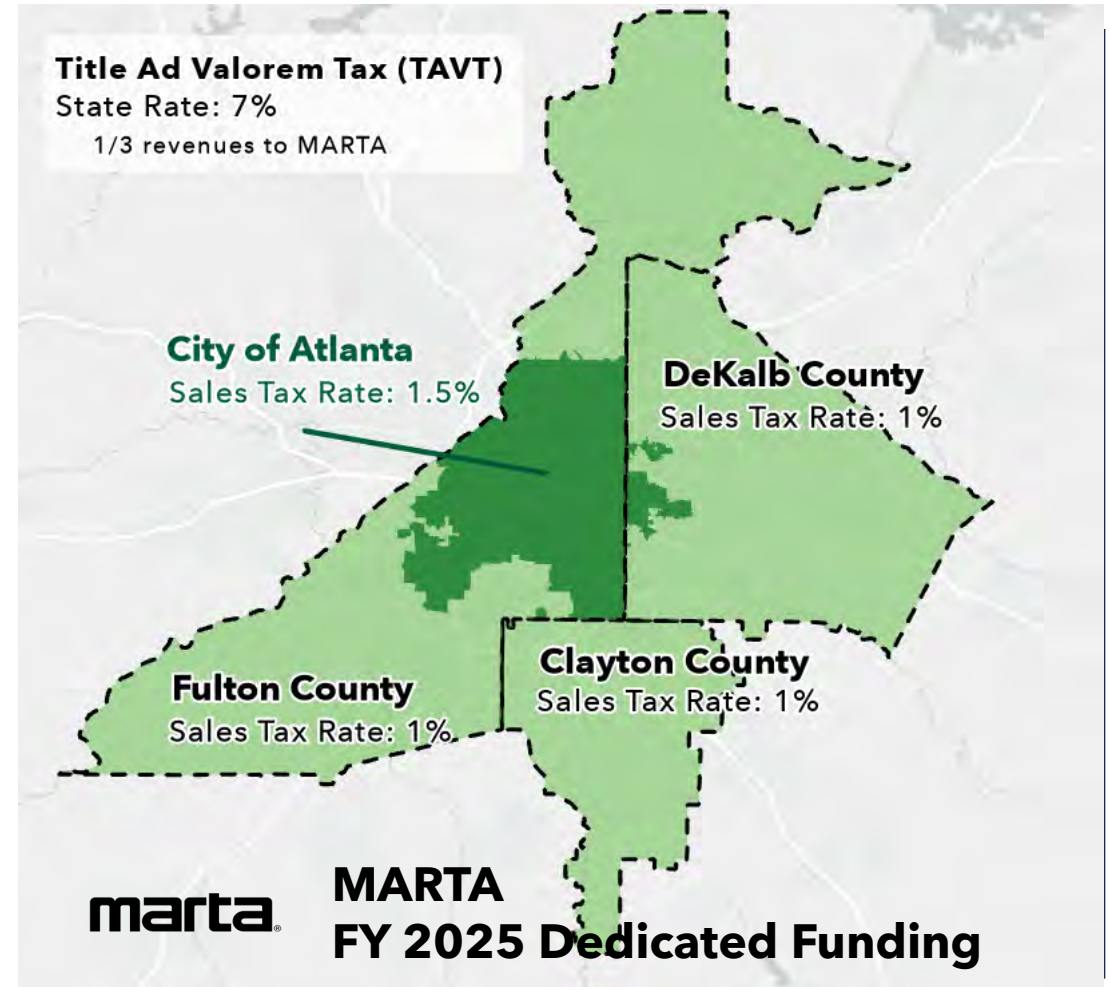 Title Ad Valorem Tax (TAVT)
State Rate: 7%
1/3 revenues to MARTA
City of Atlanta
Sales Tax Rate: 1.5%
DeKalb County
Sales Tax Rate: 1%
Clayton County
Sales Tax Rate: 1%
Fulton County
Sales Tax Rate: 1%
marta®
MARTA
FY 2025 Dedicated Funding